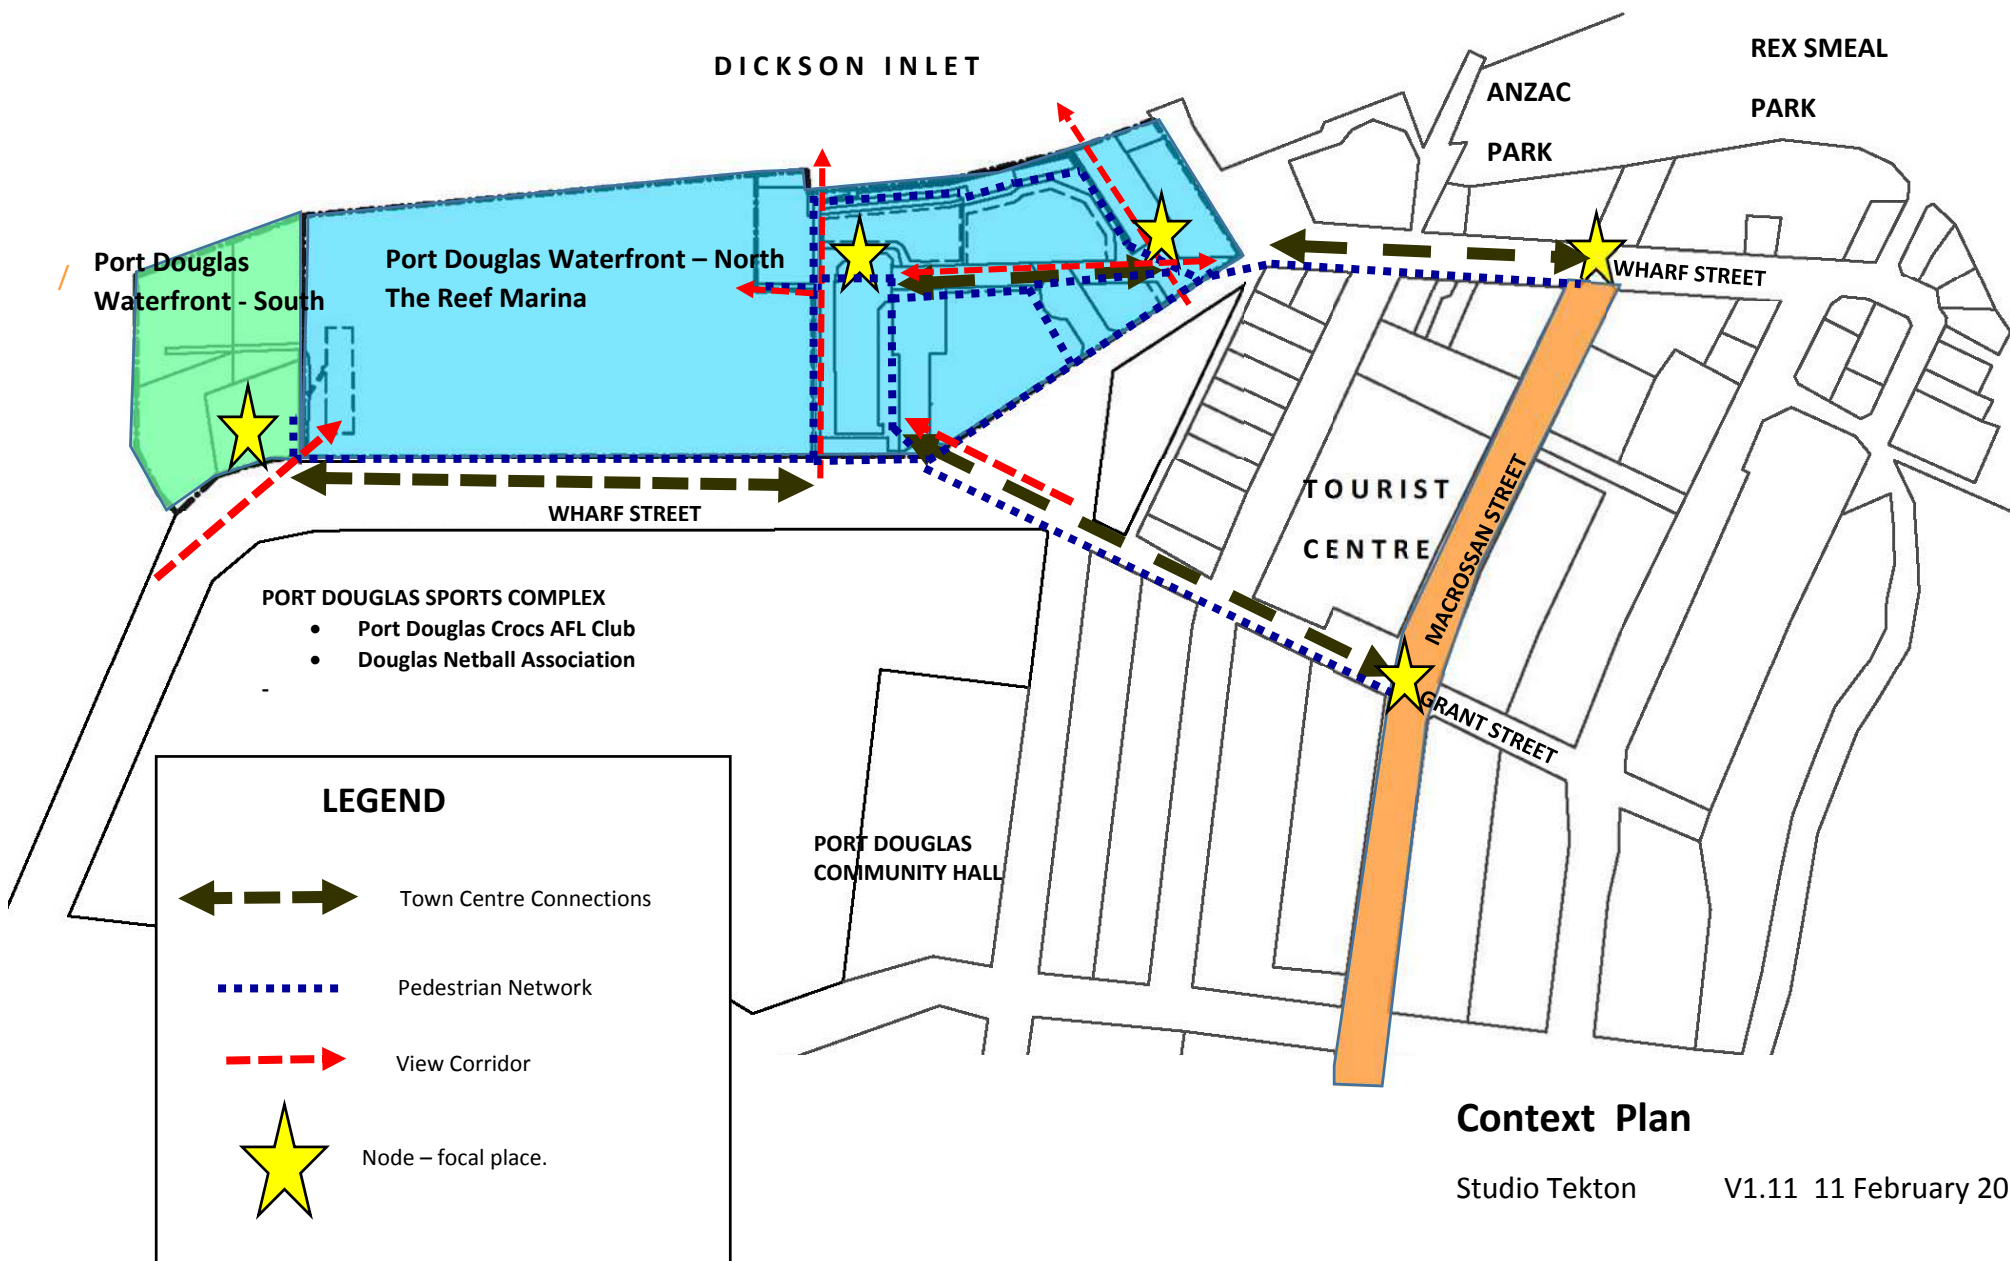 DICKSON INLET
REX SMEAL
PARK
ANZAC
PARK
Port Douglas
Waterfront - South
Port Douglas Waterfront – North
The Reef Marina
WHARF STREET
WHARF STREET
TOURIST
CENTRE
MACROSSAN STREET
GRANT STREET
PORT DOUGLAS SPORTS COMPLEX
• Port Douglas Crocs AFL Club
• Douglas Netball Association
-
PORT DOUGLAS
COMMUNITY HALL
LEGEND
Town Centre Connections
Pedestrian Network
View Corridor
Node – focal place.
Context Plan
Studio Tekton V1.11 11 February 20